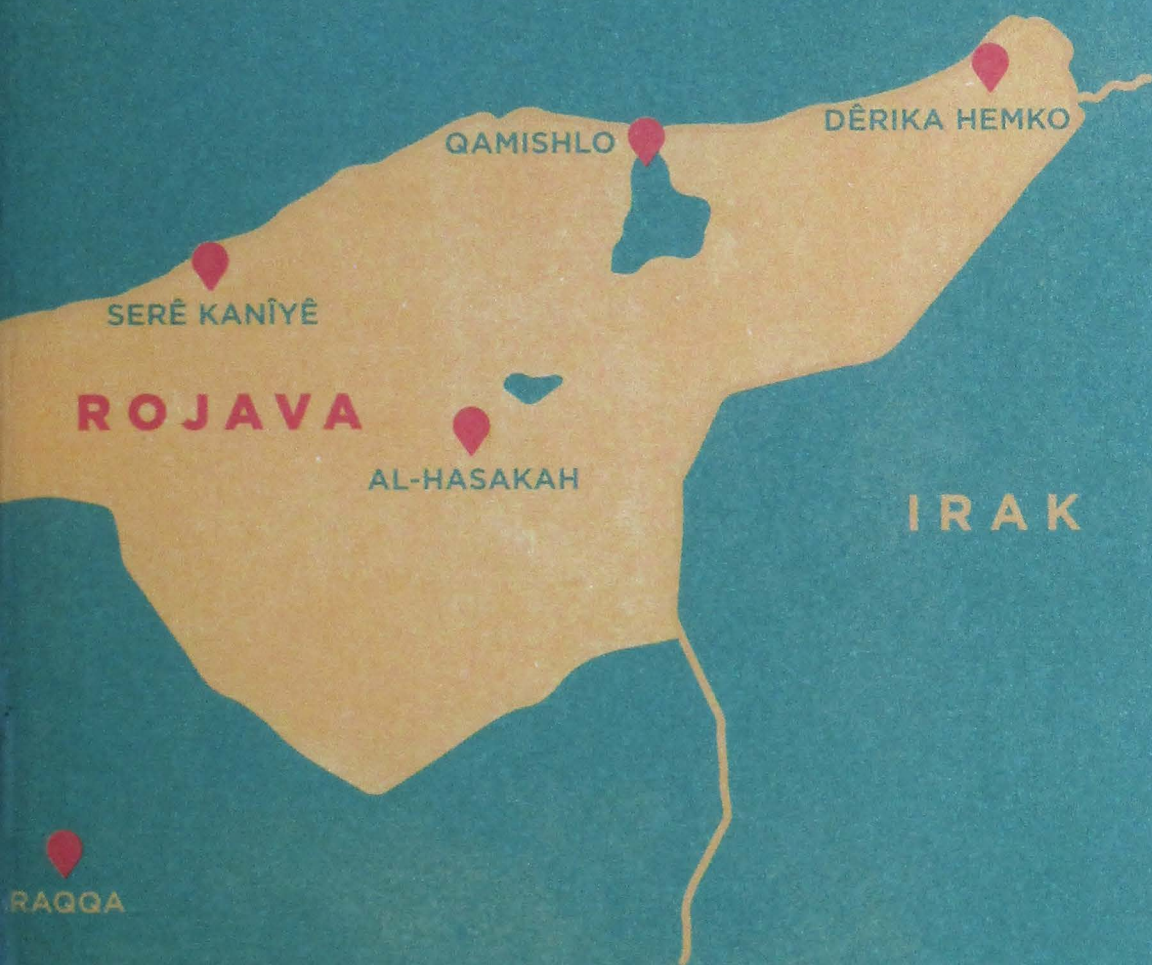 DÊRIKA HEMKO
QAMISHLO
SERÊ KANÎYÊ
ROJAVA
AL-HASAKAH
IRAK
RAQQA